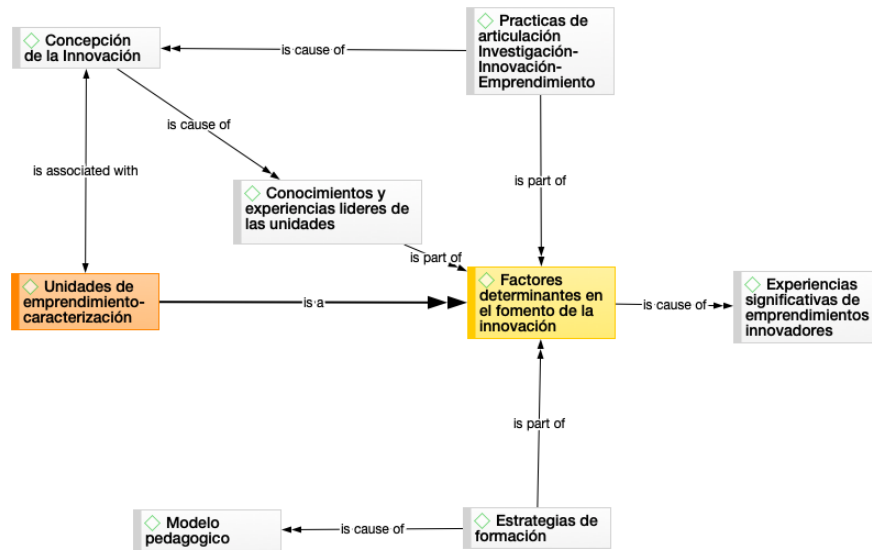 Concepción
de la Innovación
Practicas de
articulación
Investigación-
Innovación-
Emprendimiento
is cause of
is cause of
is associated with
is part of
Conocimientos y
experiencias lideres de
las unidades
is part of
Unidades de
emprendimiento-
caracterización
is a
Factores
determinantes en
el fomento de la
innovación
is cause of
Experiencias
significativas de
emprendimientos
innovadores
is part of
Modelo
pedagogico
is cause of
Estrategias de
formación